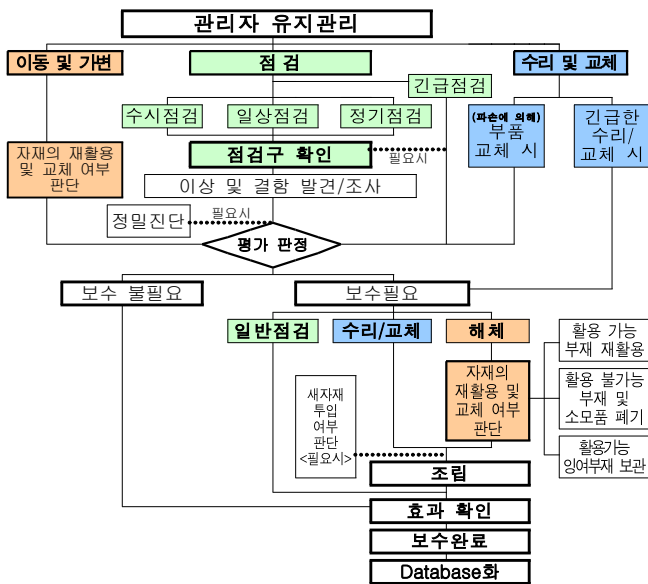 관리자 유지관리
이동 및 가변
점 검
수리 및 교체
긴급점검
수시점검
일상점검
정기점검
(파손에 의해)
부품
교체 시
긴급한
수리/
교체 시
자재의 재활용
및 교체 여부
판단
점검구 확인
필요시
이상 및 결함 발견/조사
정밀진단
필요시
평가 판정
보수 불필요
보수필요
일반점검
수리/교체
해체
활용 가능
부재 재활용
자재의
재활용 및
교체 여부
판단
활용 불가능
부재 및
소모품 폐기
새자재
투입
여부
판단
<필요시>
활용가능
잉여부재 보관
조립
효과 확인
보수완료
Database화